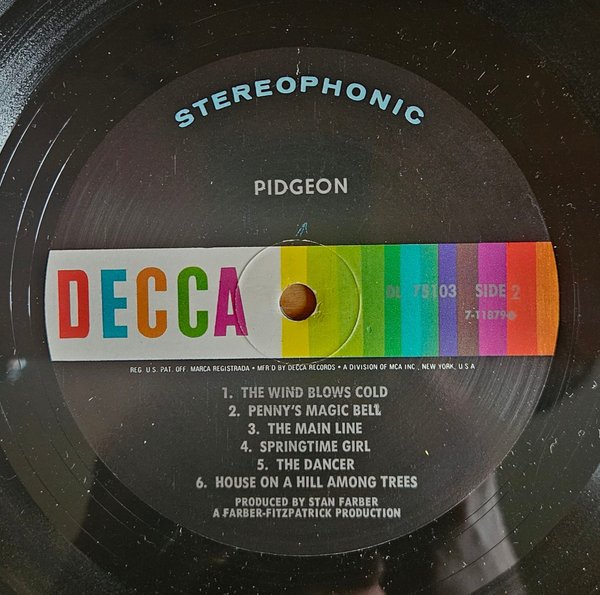 STEREOPHONIC
PIDGEON
DECCA
DL 75103 SIDE 2
7-11879
REG. U.S. PAT. OFF. MARCA REGISTRADA • MFR'D BY DECCA RECORDS • A DIVISION OF MCA INC., NEW YORK, U.S.A
1. THE WIND BLOWS COLD
2. PENNY'S MAGIC BELL
3. THE MAIN LINE
4. SPRINGTIME GIRL
5. THE DANCER
6. HOUSE ON A HILL AMONG TREES
PRODUCED BY STAN FARBER
A FARBER-FITZPATRICK PRODUCTION